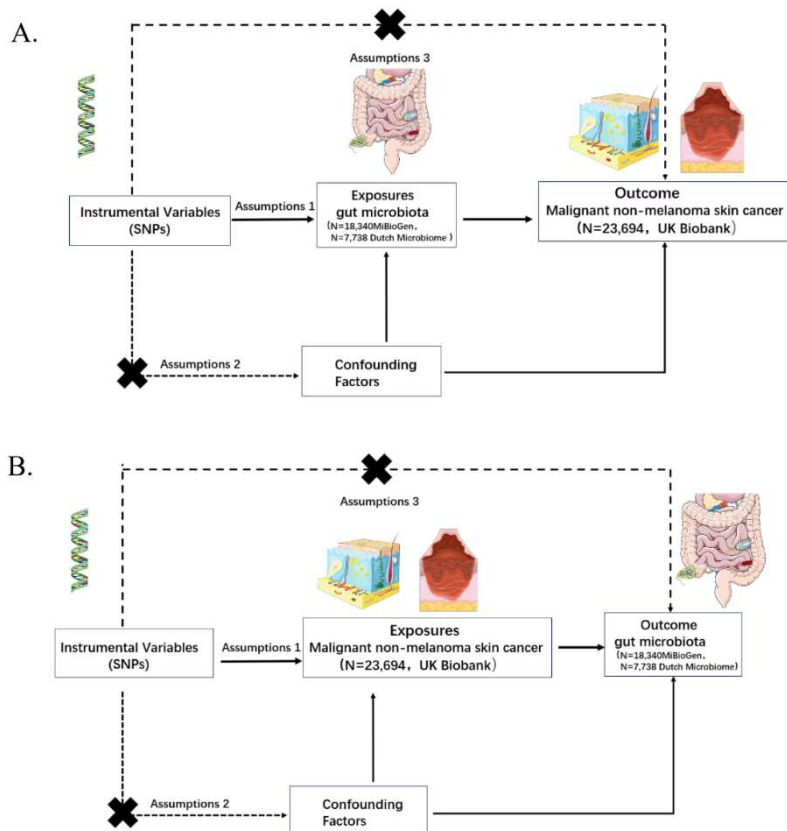 A.
Assumptions 3
Instrumental Variables
(SNPs)
Assumptions 1
Exposures
gut microbiota
(N=18,340MiBioGen,
N=7,738 Dutch Microbiome)
Outcome
Malignant non-melanoma skin cancer
(N=23,694, UK Biobank)
Assumptions 2
Confounding
Factors
B.
Assumptions 3
Instrumental Variables
(SNPs)
Assumptions 1
Exposures
Malignant non-melanoma skin cancer
(N=23,694, UK Biobank)
Outcome
gut microbiota
(N=18,340MiBioGen,
N=7,738 Dutch Microbiome)
Assumptions 2
Confounding
Factors